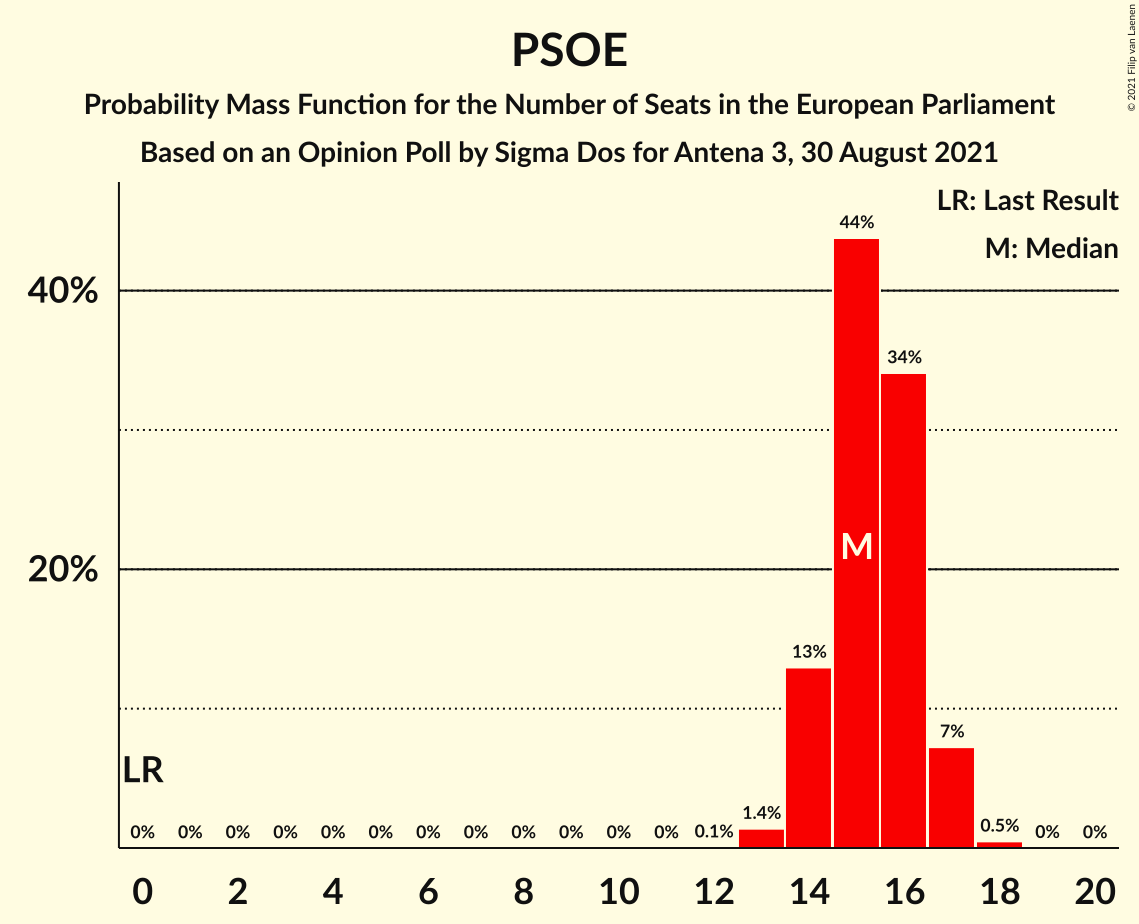 PSOE
Probability Mass Function for the Number of Seats in the European Parliament
Based on an Opinion Poll by Sigma Dos for Antena 3, 30 August 2021
© 2021 Filip van Laenen
LR: Last Result
M: Median
40%
20%
LR
M
0%
0%
0%
0%
0%
0%
0%
0%
0%
0%
0%
0%
0.1%
1.4%
13%
44%
34%
7%
0.5%
0%
0%
0 2 4 6 8 10 12 14 16 18 20